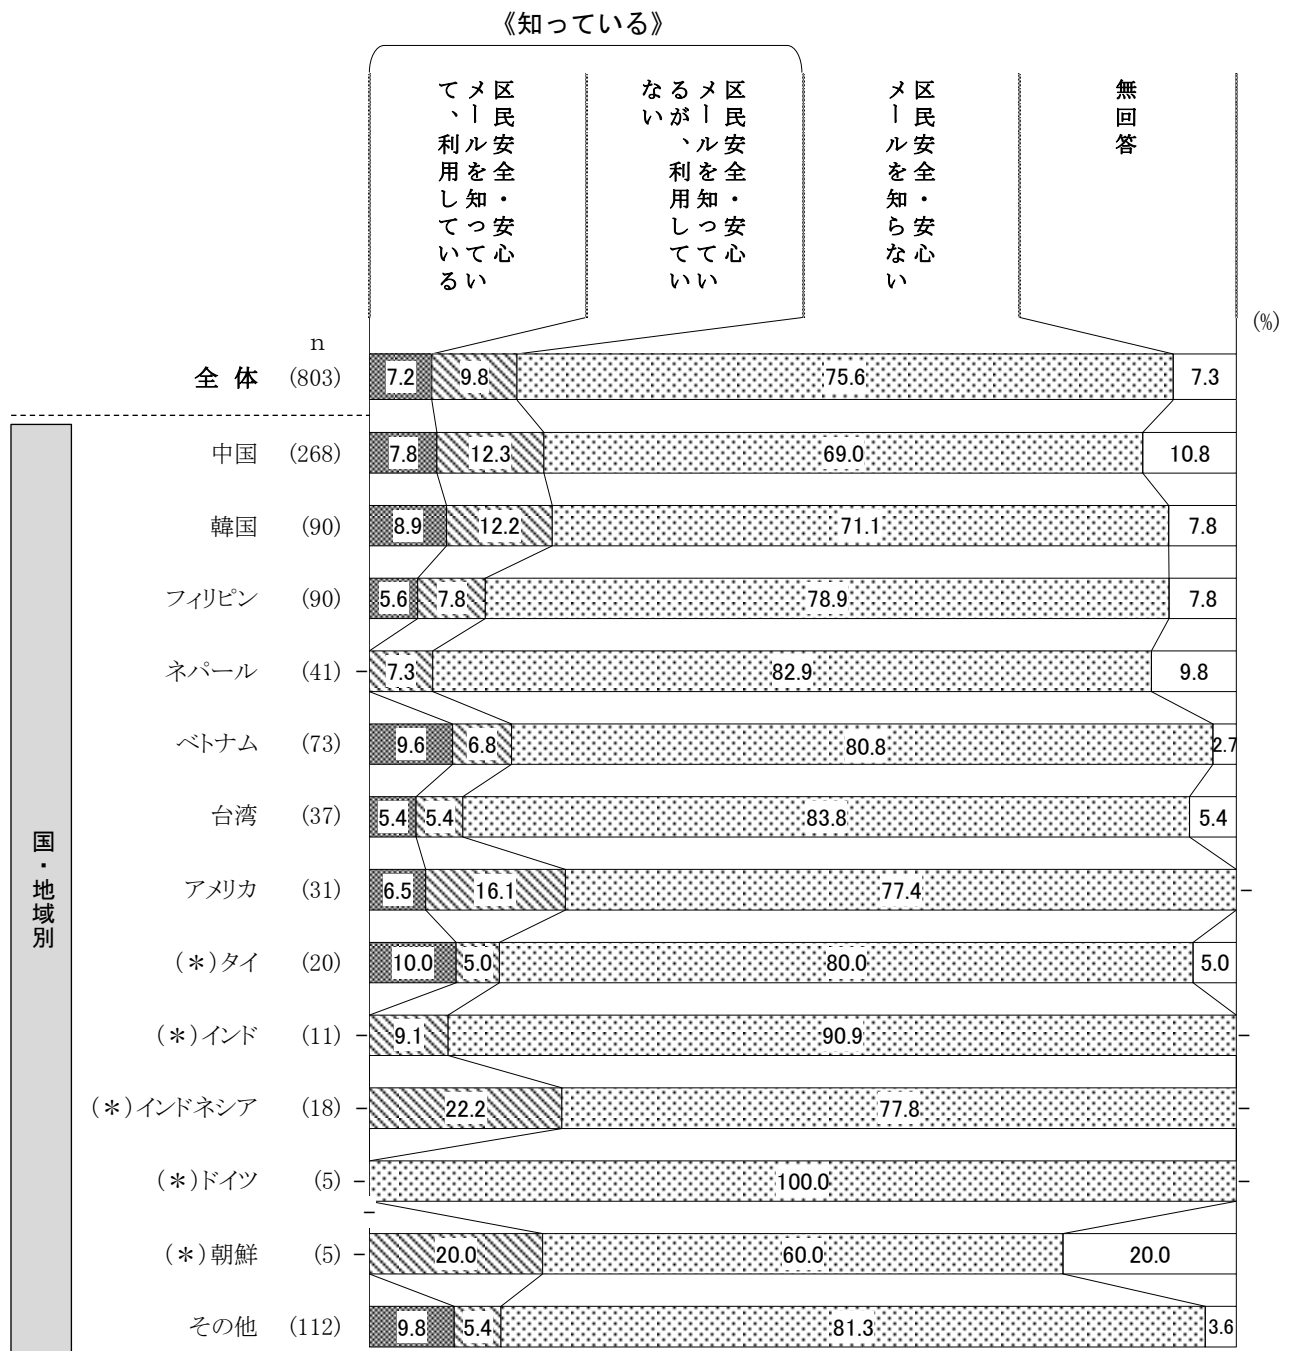 《知っている》
区民安全・安心
メールを知ってい
て、利用している
区民安全・安心
メールを知ってい
るが、利用してい
ない
区民安全・安心
メールを知らない
無回答
(%)
n
全体 (803) 7.2 9.8 75.6 7.3
国・地域別
中国 (268) 7.8 12.3 69.0 10.8
韓国 (90) 8.9 12.2 71.1 7.8
フィリピン (90) 5.6 7.8 78.9 7.8
ネパール (41) - 7.3 82.9 9.8
ベトナム (73) 9.6 6.8 80.8 2.7
台湾 (37) 5.4 5.4 83.8 5.4
アメリカ (31) 6.5 16.1 77.4 -
(*)タイ (20) 10.0 5.0 80.0 5.0
(*)インド (11) - 9.1 90.9 -
(*)インドネシア (18) - 22.2 77.8 -
(*)ドイツ (5) - 100.0 -
-
(*)朝鮮 (5) - 20.0 60.0 20.0
その他 (112) 9.8 5.4 81.3 3.6